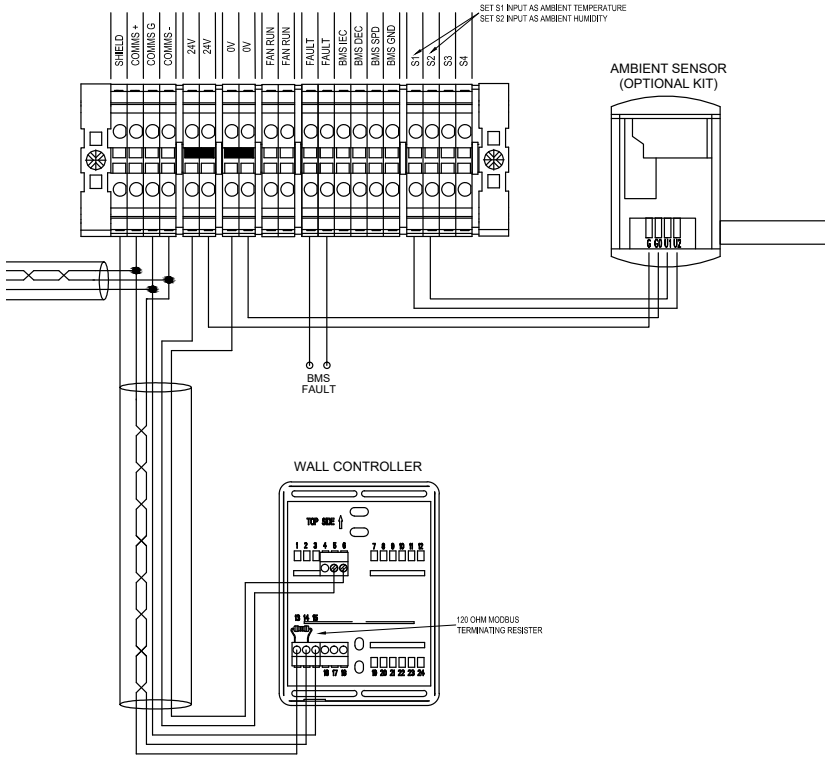 SET S1 INPUT AS AMBIENT TEMPERATURE
SET S2 INPUT AS AMBIENT HUMIDITY
SHIELD
COMMS +
COMMS G
COMMS -
24V
24V
0V
0V
FAN RUN
FAN RUN
FAULT
FAULT
BMS IEC
BMS DEC
BMS SPD
BMS GND
S1
S2
S3
S4
AMBIENT SENSOR
(OPTIONAL KIT)
G G0 U1 U2
BMS
FAULT
WALL CONTROLLER
TOP SIDE
1 2 3 4 5 6
7 8 9 10 11 12
13 14 15
120 OHM MODBUS
TERMINATING RESISTER
16 17 18
19 20 21 22 23 24